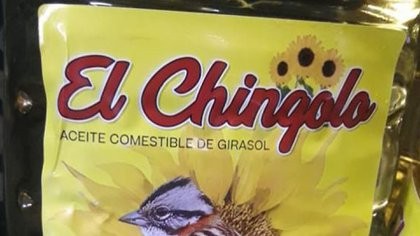 El Chingolo
ACEITE COMESTIBLE DE GIRASOL